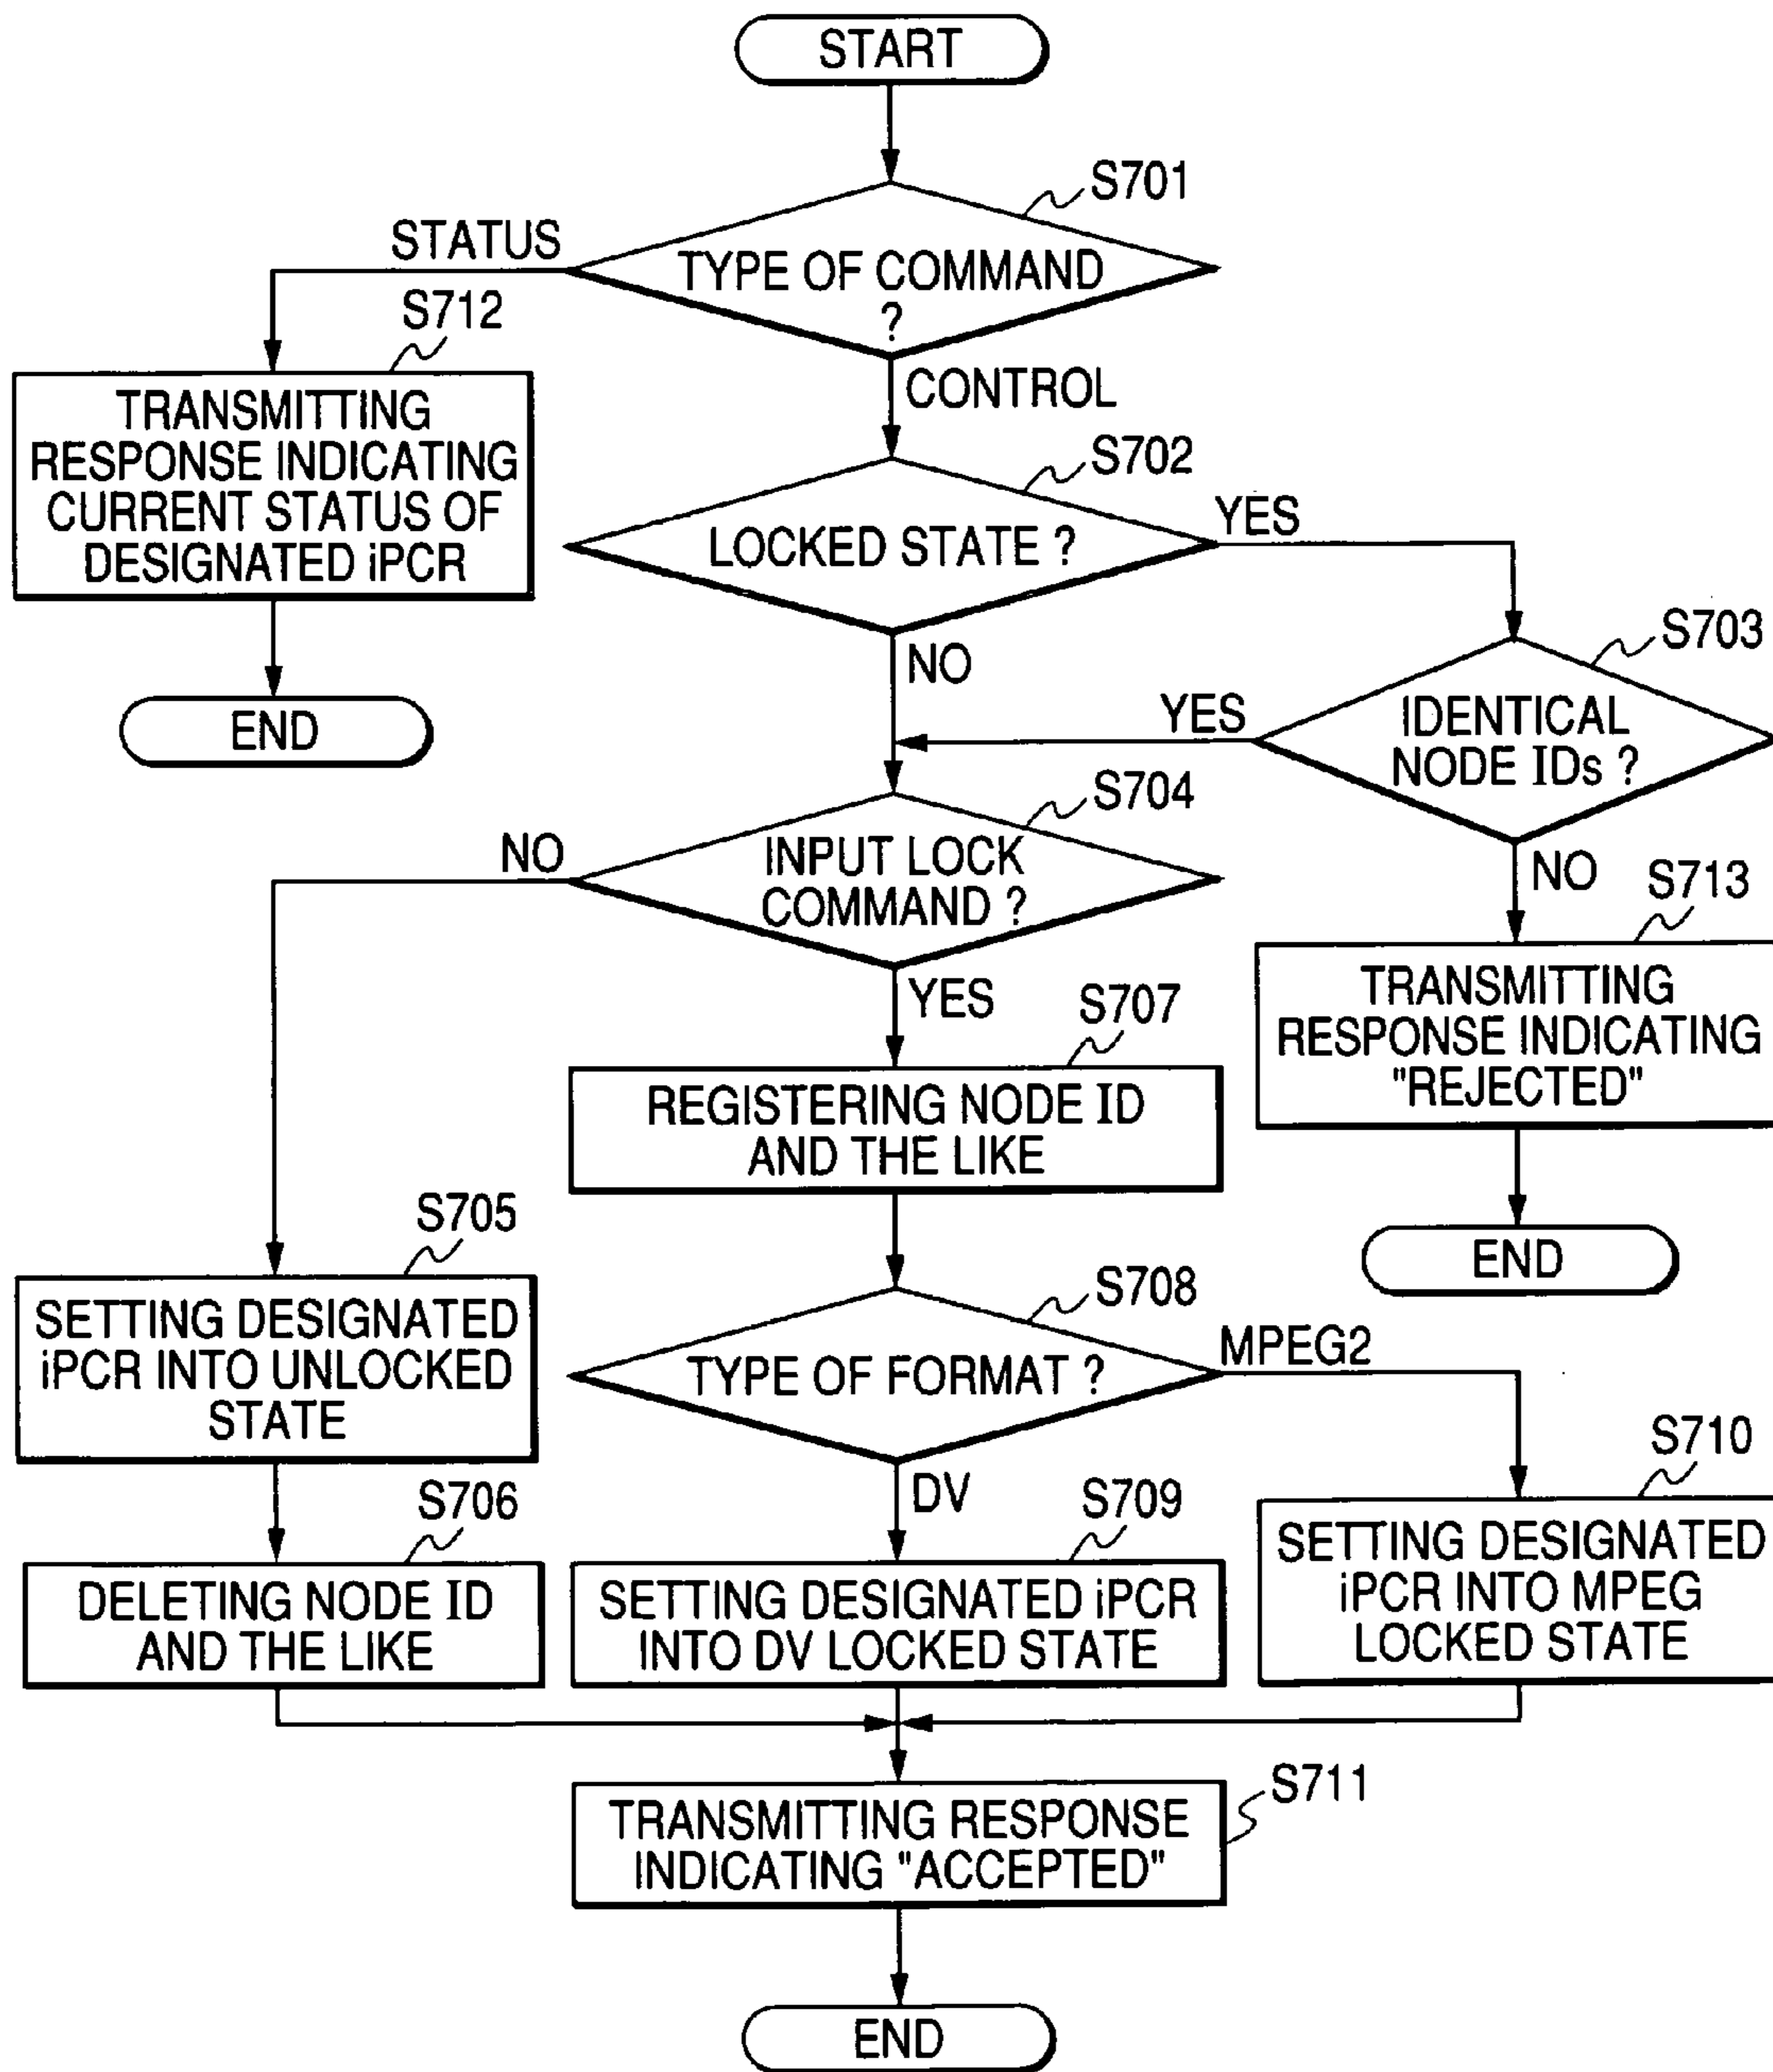 START
S701
STATUS
TYPE OF COMMAND
?
S712
CONTROL
TRANSMITTING
RESPONSE INDICATING
CURRENT STATUS OF
DESIGNATED iPCR
S702
LOCKED STATE ?
YES
NO
END
S703
IDENTICAL
NODE IDs ?
YES
NO
S704
INPUT LOCK
COMMAND ?
NO
YES
S713
TRANSMITTING
RESPONSE INDICATING
"REJECTED"
END
S707
REGISTERING NODE ID
AND THE LIKE
S705
SETTING DESIGNATED
iPCR INTO UNLOCKED
STATE
S708
TYPE OF FORMAT ?
MPEG2
DV
S706
DELETING NODE ID
AND THE LIKE
S709
SETTING DESIGNATED iPCR
INTO DV LOCKED STATE
S710
SETTING DESIGNATED
iPCR INTO MPEG
LOCKED STATE
S711
TRANSMITTING RESPONSE
INDICATING "ACCEPTED"
END